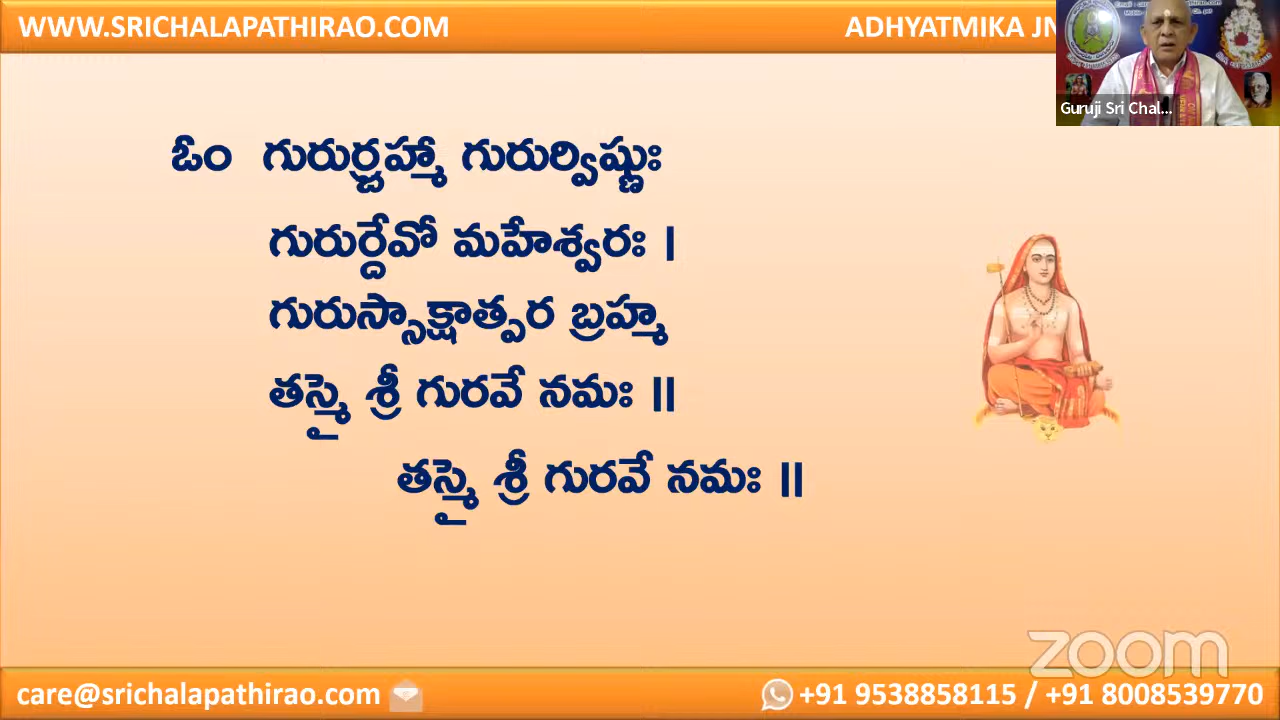 WWW.SRICHALAPATHIRAO.COM
ADHYATMIKA
Guruji Sri Chal...
ఓం గురుర్బ్రహ్మా గురుర్విష్ణుః
గురుర్దేవో మహేశ్వరః ।
గురుస్సాక్షాత్పర బ్రహ్మ
తస్మై శ్రీ గురవే నమః ॥
తస్మై శ్రీ గురవే నమః ॥
zoom
care@srichalapathirao.com
+91 9538858115 / +91 8008539770